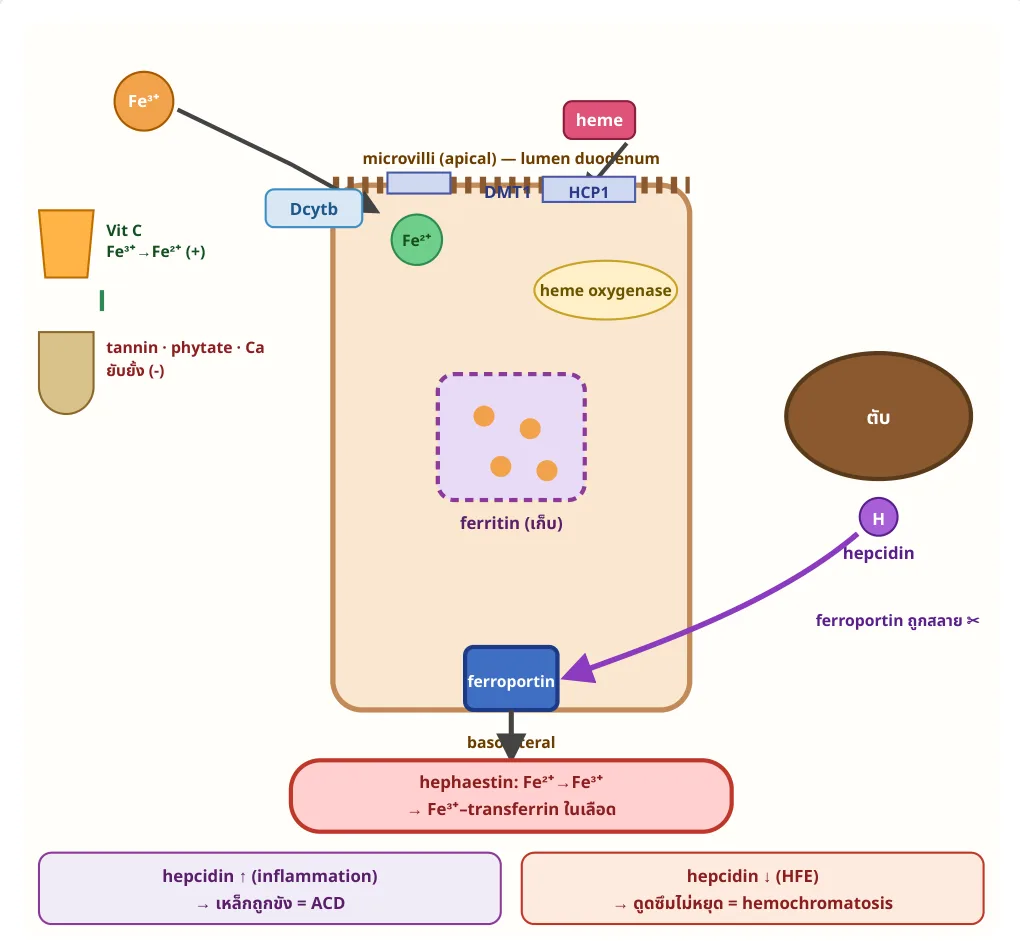 Fe³⁺
heme
microvilli (apical) — lumen duodenum
DMT1
HCP1
Dcytb
Vit C
Fe³⁺→Fe²⁺ (+)
Fe²⁺
heme oxygenase
tannin · phytate · Ca
ยับยั้ง (-)
ตับ
H
hepcidin
ferritin (เก็บ)
ferroportin ถูกสลาย ✂
ferroportin
basolateral
hephaestin: Fe²⁺→Fe³⁺
→ Fe³⁺–transferrin ในเลือด
hepcidin ↑ (inflammation)
→ เหล็กถูกขัง = ACD
hepcidin ↓ (HFE)
→ ดูดซึมไม่หยุด = hemochromatosis